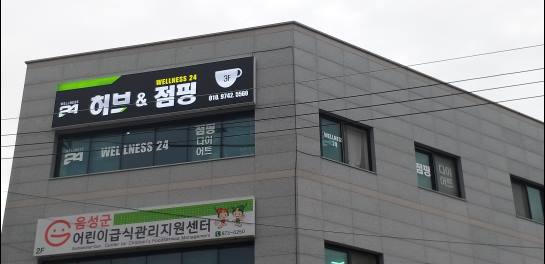 WELLNESS 24
3F
WELLNESS
24
허브 & 점핑
010. 9742. 5560
24
WELLNESS 24
점핑
다이
어트
점핑
다이
어트
음성군
어린이급식관리지원센터
2F